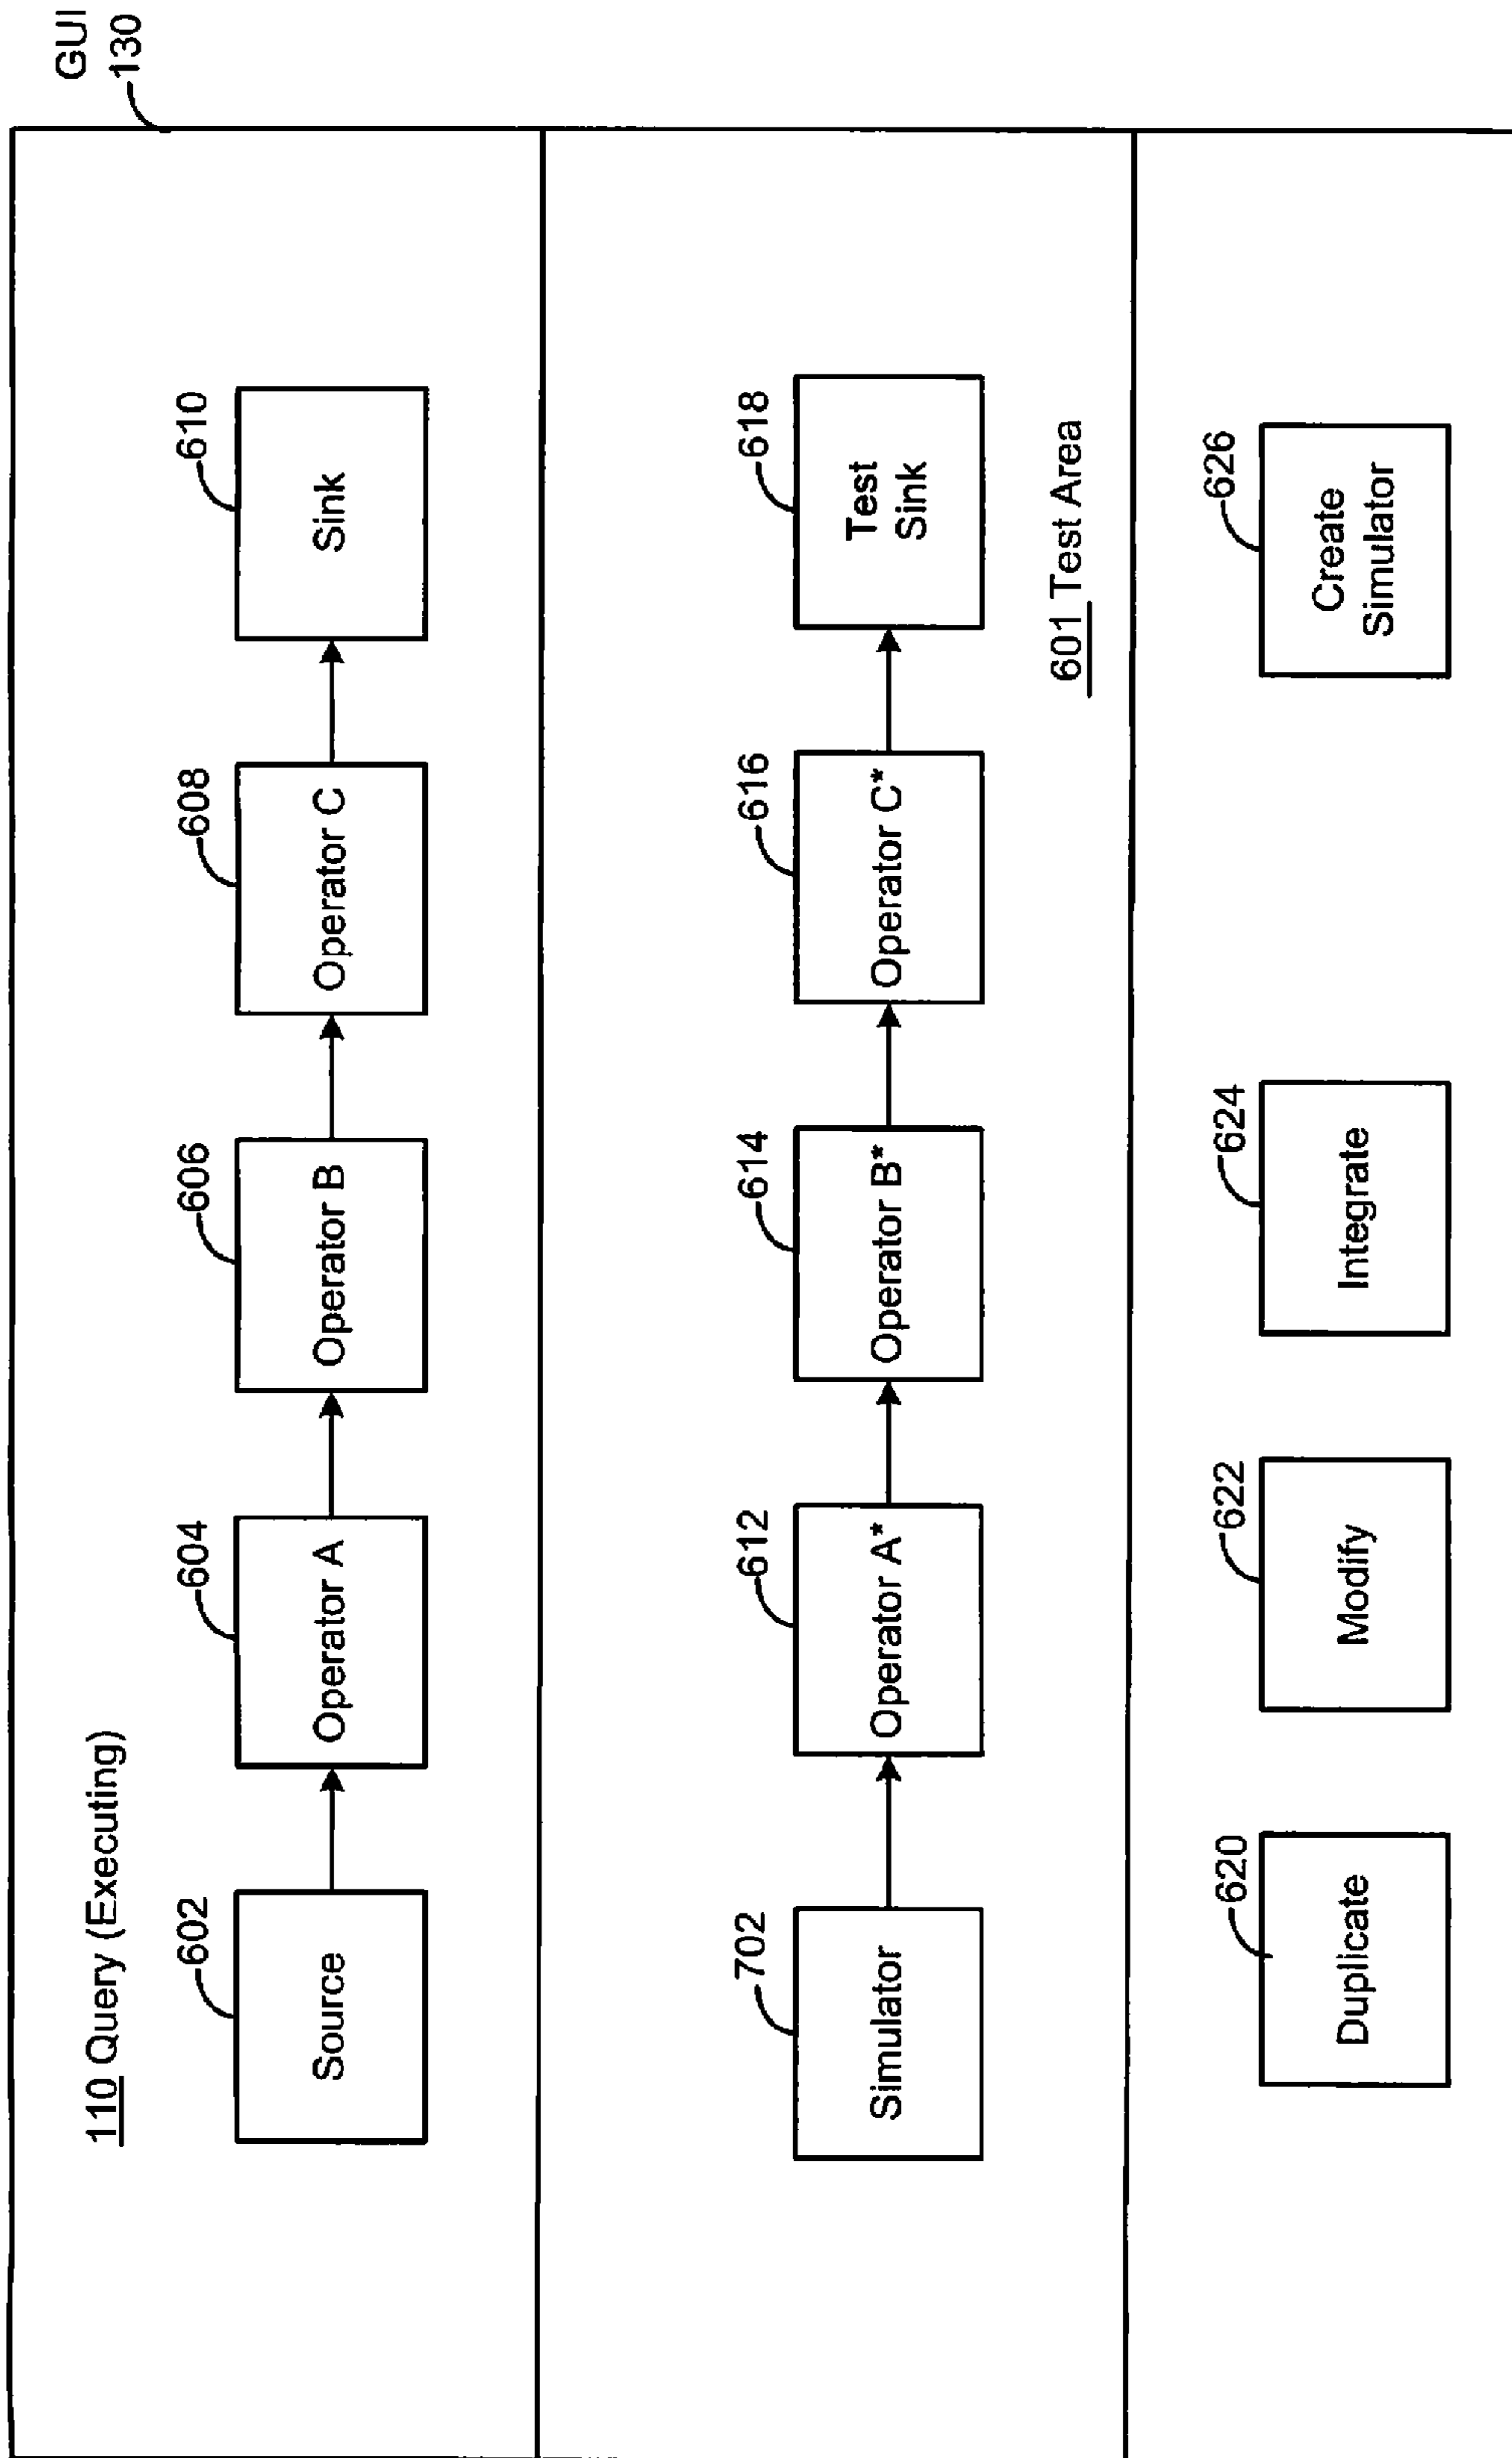 GUI
130
110 Query (Executing)
602
604
606
608
610
Source
Operator A
Operator B
Operator C
Sink
702
612
614
616
618
Simulator
Operator A*
Operator B*
Operator C*
Test
Sink
601 Test Area
620
622
624
626
Duplicate
Modify
Integrate
Create
Simulator